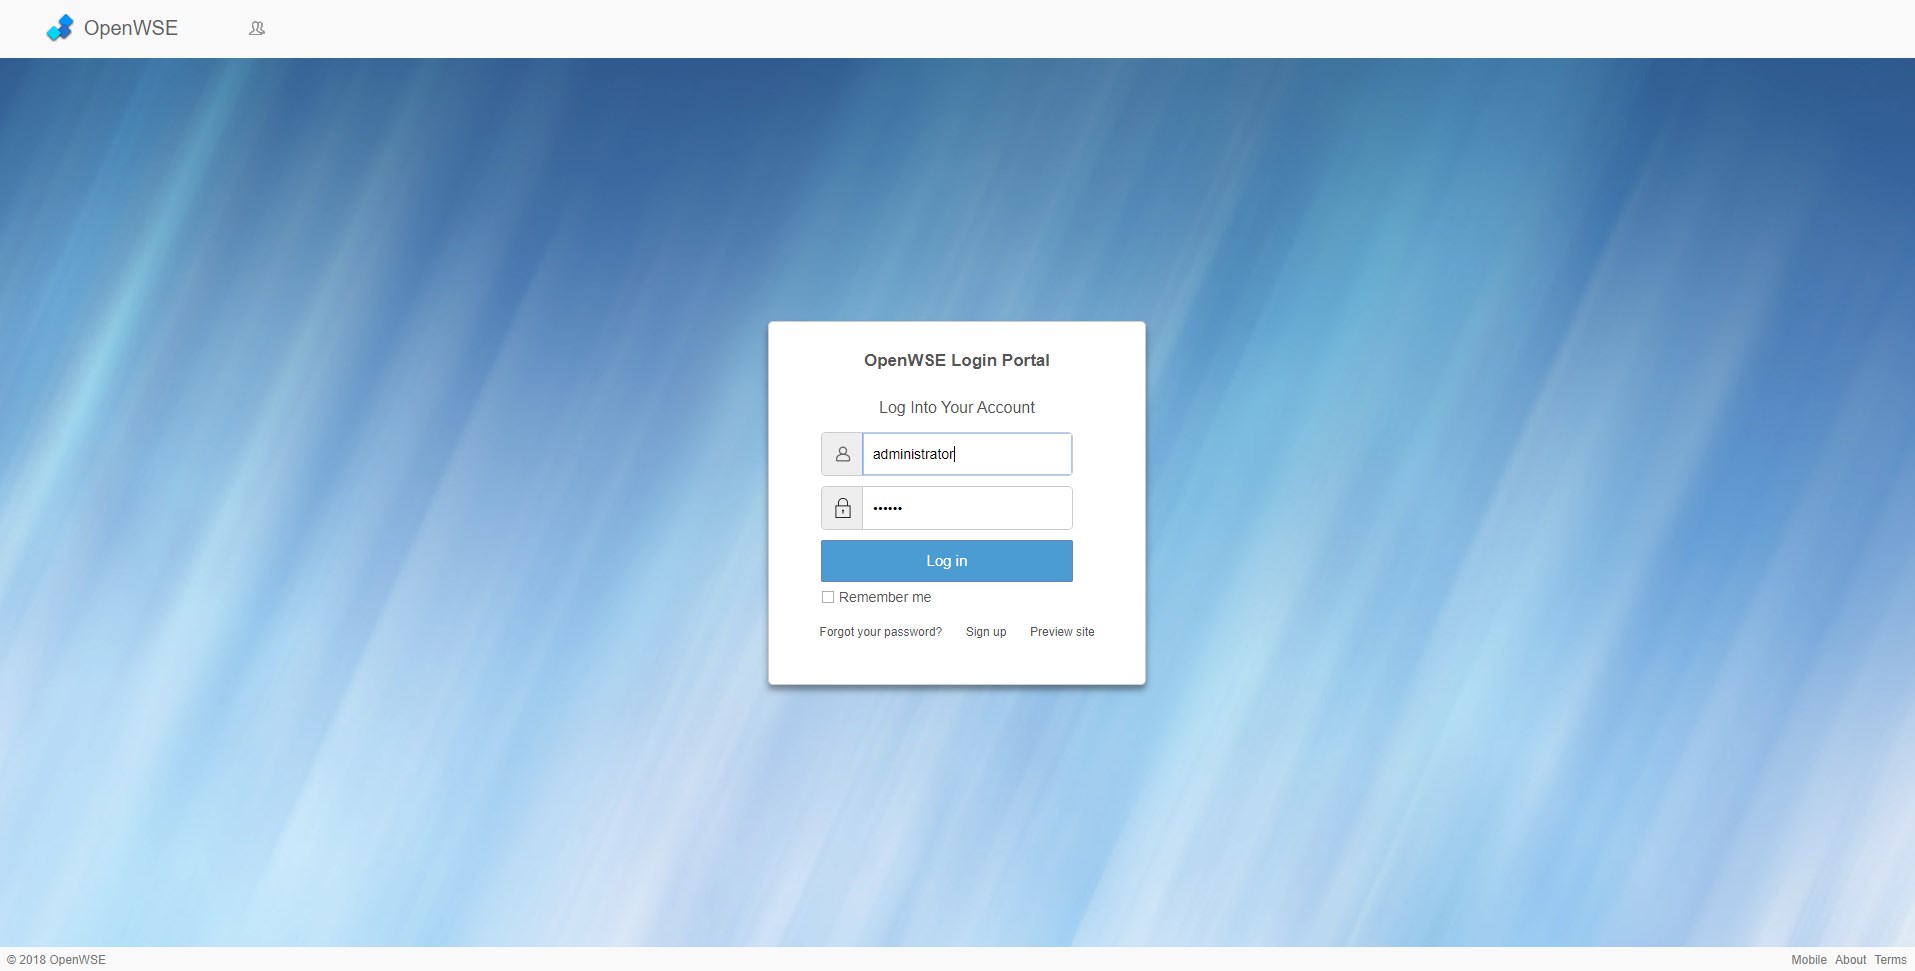 OpenWSE
OpenWSE Login Portal
Log Into Your Account
administrator
••••••
Log in
Remember me
Forgot your password? Sign up Preview site
© 2018 OpenWSE Mobile About Terms